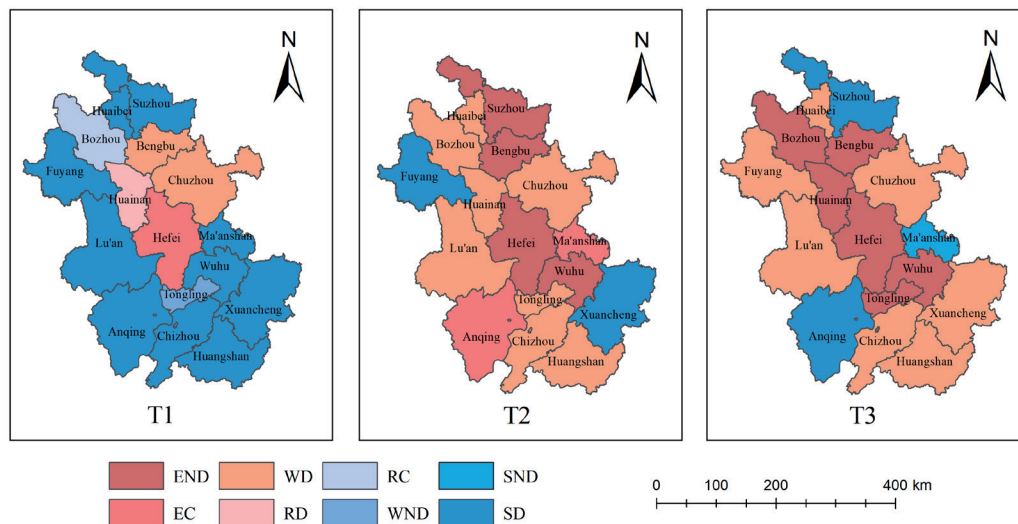 N
Suzhou
Huaibei
Bozhou
Bengbu
Fuyang
Chuzhou
Huainan
Hefei
Lu'an
Ma'anshan
Wuhu
Tongling
Xuancheng
Anqing
Chizhou
Huangshan
T1
N
Suzhou
Huaibei
Bozhou
Bengbu
Fuyang
Chuzhou
Huainan
Hefei
Lu'an
Ma'anshan
Wuhu
Tongling
Xuancheng
Anqing
Chizhou
Huangshan
T2
N
Suzhou
Huaibei
Bozhou
Bengbu
Fuyang
Chuzhou
Huainan
Hefei
Lu'an
Ma'anshan
Wuhu
Tongling
Xuancheng
Anqing
Chizhou
Huangshan
T3
END WD RC SND
EC RD WND SD
0 100 200 400 km